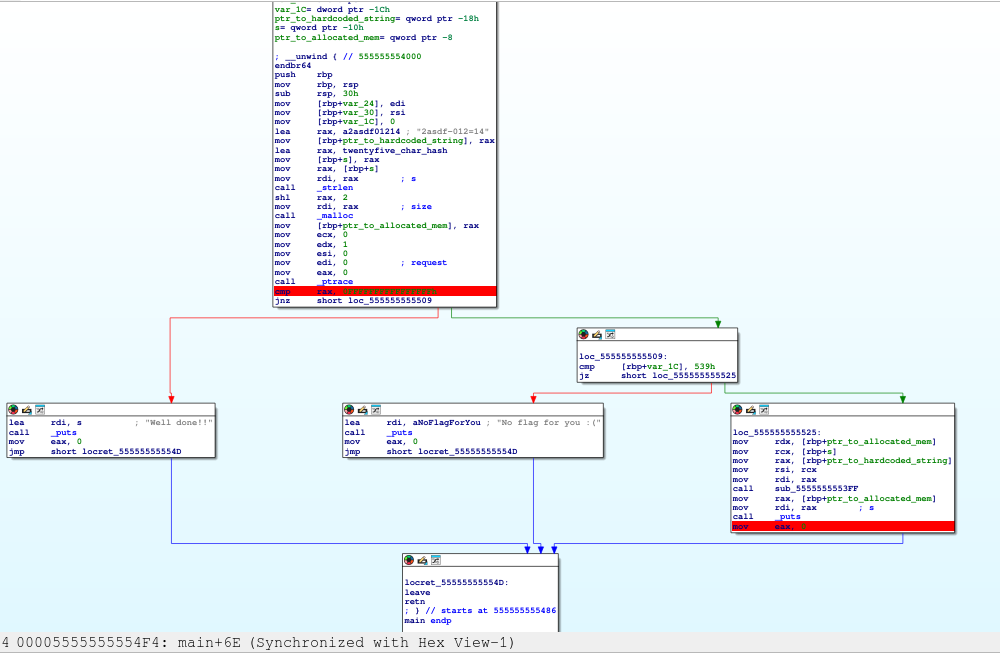 var_1C= dword ptr -1Ch
ptr_to_hardcoded_string= qword ptr -18h
s= qword ptr -10h
ptr_to_allocated_mem= qword ptr -8
; __unwind { // 555555554000
endbr64
push rbp
mov rbp, rsp
sub rsp, 30h
mov [rbp+var_24], edi
mov [rbp+var_30], rsi
mov [rbp+var_1C], 0
lea rax, a2asdf01214 ; "2asdf-012=14"
mov [rbp+ptr_to_hardcoded_string], rax
lea rax, twentyfive_char_hash
mov [rbp+s], rax
mov rax, [rbp+s]
mov rdi, rax ; s
call _strlen
shl rax, 2
mov rdi, rax ; size
call _malloc
mov [rbp+ptr_to_allocated_mem], rax
mov ecx, 0
mov edx, 1
mov esi, 0
mov edi, 0 ; request
mov eax, 0
call _ptrace
cmp rax,
jnz short loc_555555555509
loc_555555555509:
cmp [rbp+var_1C], 539h
jz short loc_555555555525
lea rdi, s ; "Well done!!"
call _puts
mov eax, 0
jmp short locret_55555555554D
lea rdi, aNoFlagForYou ; "No flag for you :("
call _puts
mov eax, 0
jmp short locret_55555555554D
loc_555555555525:
mov rdx, [rbp+ptr_to_allocated_mem]
mov rcx, [rbp+s]
mov rax, [rbp+ptr_to_hardcoded_string]
mov rsi, rcx
mov rdi, rax
call sub_5555555553FF
mov rax, [rbp+ptr_to_allocated_mem]
mov rdi, rax ; s
call _puts
mov eax,
locret_55555555554D:
leave
retn
; } // starts at 555555555486
main endp
4 00005555555554F4: main+6E (Synchronized with Hex View-1)